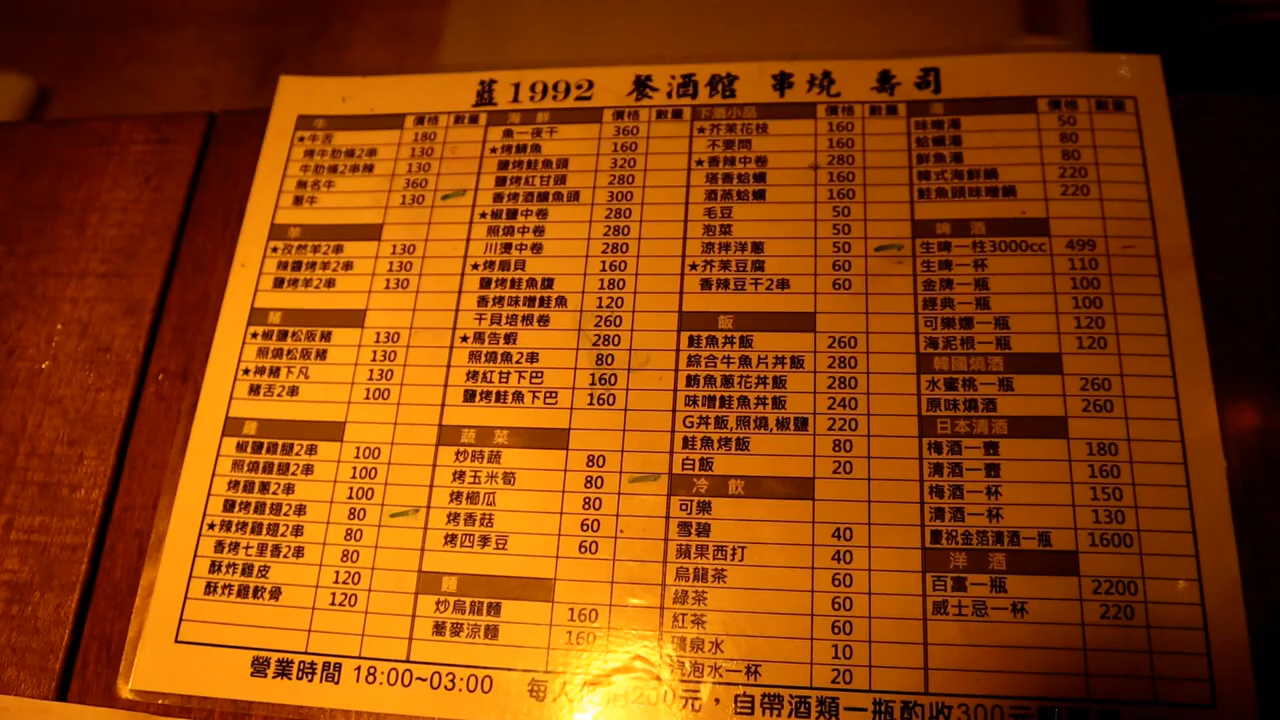 藍1992 餐酒館 串燒 壽司
牛 價格 數量
★牛舌 180
烤牛肋條2串 130
牛肋條2串辣 130
無名牛 360
蔥牛 130
羊
★孜然羊2串 130
辣醬烤羊2串 130
鹽烤羊2串 130
豬
★椒鹽松阪豬 130
照燒松阪豬 130
★神豬下凡 130
豬舌2串 100
雞
椒鹽雞腿2串 100
照燒雞腿2串 100
烤雞蔥2串 100
鹽烤雞翅2串 80
★辣烤雞翅2串 80
香烤七里香2串 80
酥炸雞皮 120
酥炸雞軟骨 120
海鮮 價格 數量
魚一夜干 360
★烤鯖魚 160
鹽烤鮭魚頭 320
鹽烤紅甘頭 280
香烤酒釀魚頭 300
★椒鹽中卷 280
照燒中卷 280
川燙中卷 280
★烤扇貝 160
鹽烤鮭魚腹 180
香烤味噌鮭魚 120
干貝培根卷 260
★馬告蝦 280
照燒魚2串 80
烤紅甘下巴 160
鹽烤鮭魚下巴 160
蔬菜
炒時蔬 80
烤玉米筍 80
烤櫛瓜 80
烤香菇 60
烤四季豆 60
麵
炒烏龍麵 160
蕎麥涼麵 160
下酒小品 價格 數量
★芥茉花枝 160
不要問 160
★香辣中卷 280
塔香蛤蠣 160
酒蒸蛤蠣 160
毛豆 50
泡菜 50
涼拌洋蔥 50
★芥茉豆腐 60
香辣豆干2串 60
飯
鮭魚丼飯 260
綜合牛魚片丼飯 280
鮪魚蔥花丼飯 280
味噌鮭魚丼飯 240
G丼飯,照燒,椒鹽 220
鮭魚烤飯 80
白飯 20
冷飲
可樂
雪碧 40
蘋果西打 40
烏龍茶 60
綠茶 60
紅茶 60
礦泉水 10
汽泡水一杯 20
湯 價格 數量
味噌湯 50
蛤蠣湯 80
鮮魚湯 80
韓式海鮮鍋 220
鮭魚頭味噌鍋 220
啤酒
生啤一柱3000cc 499
生啤一杯 110
金牌一瓶 100
經典一瓶 100
可樂娜一瓶 120
海泥根一瓶 120
韓國燒酒
水蜜桃一瓶 260
原味燒酒 260
日本清酒
梅酒一壺 180
清酒一壺 160
梅酒一杯 150
清酒一杯 130
慶祝金箔清酒一瓶 1600
洋酒
百富一瓶 2200
威士忌一杯 220
營業時間 18:00~03:00 每人低消200元，自帶酒類一瓶酌收300元